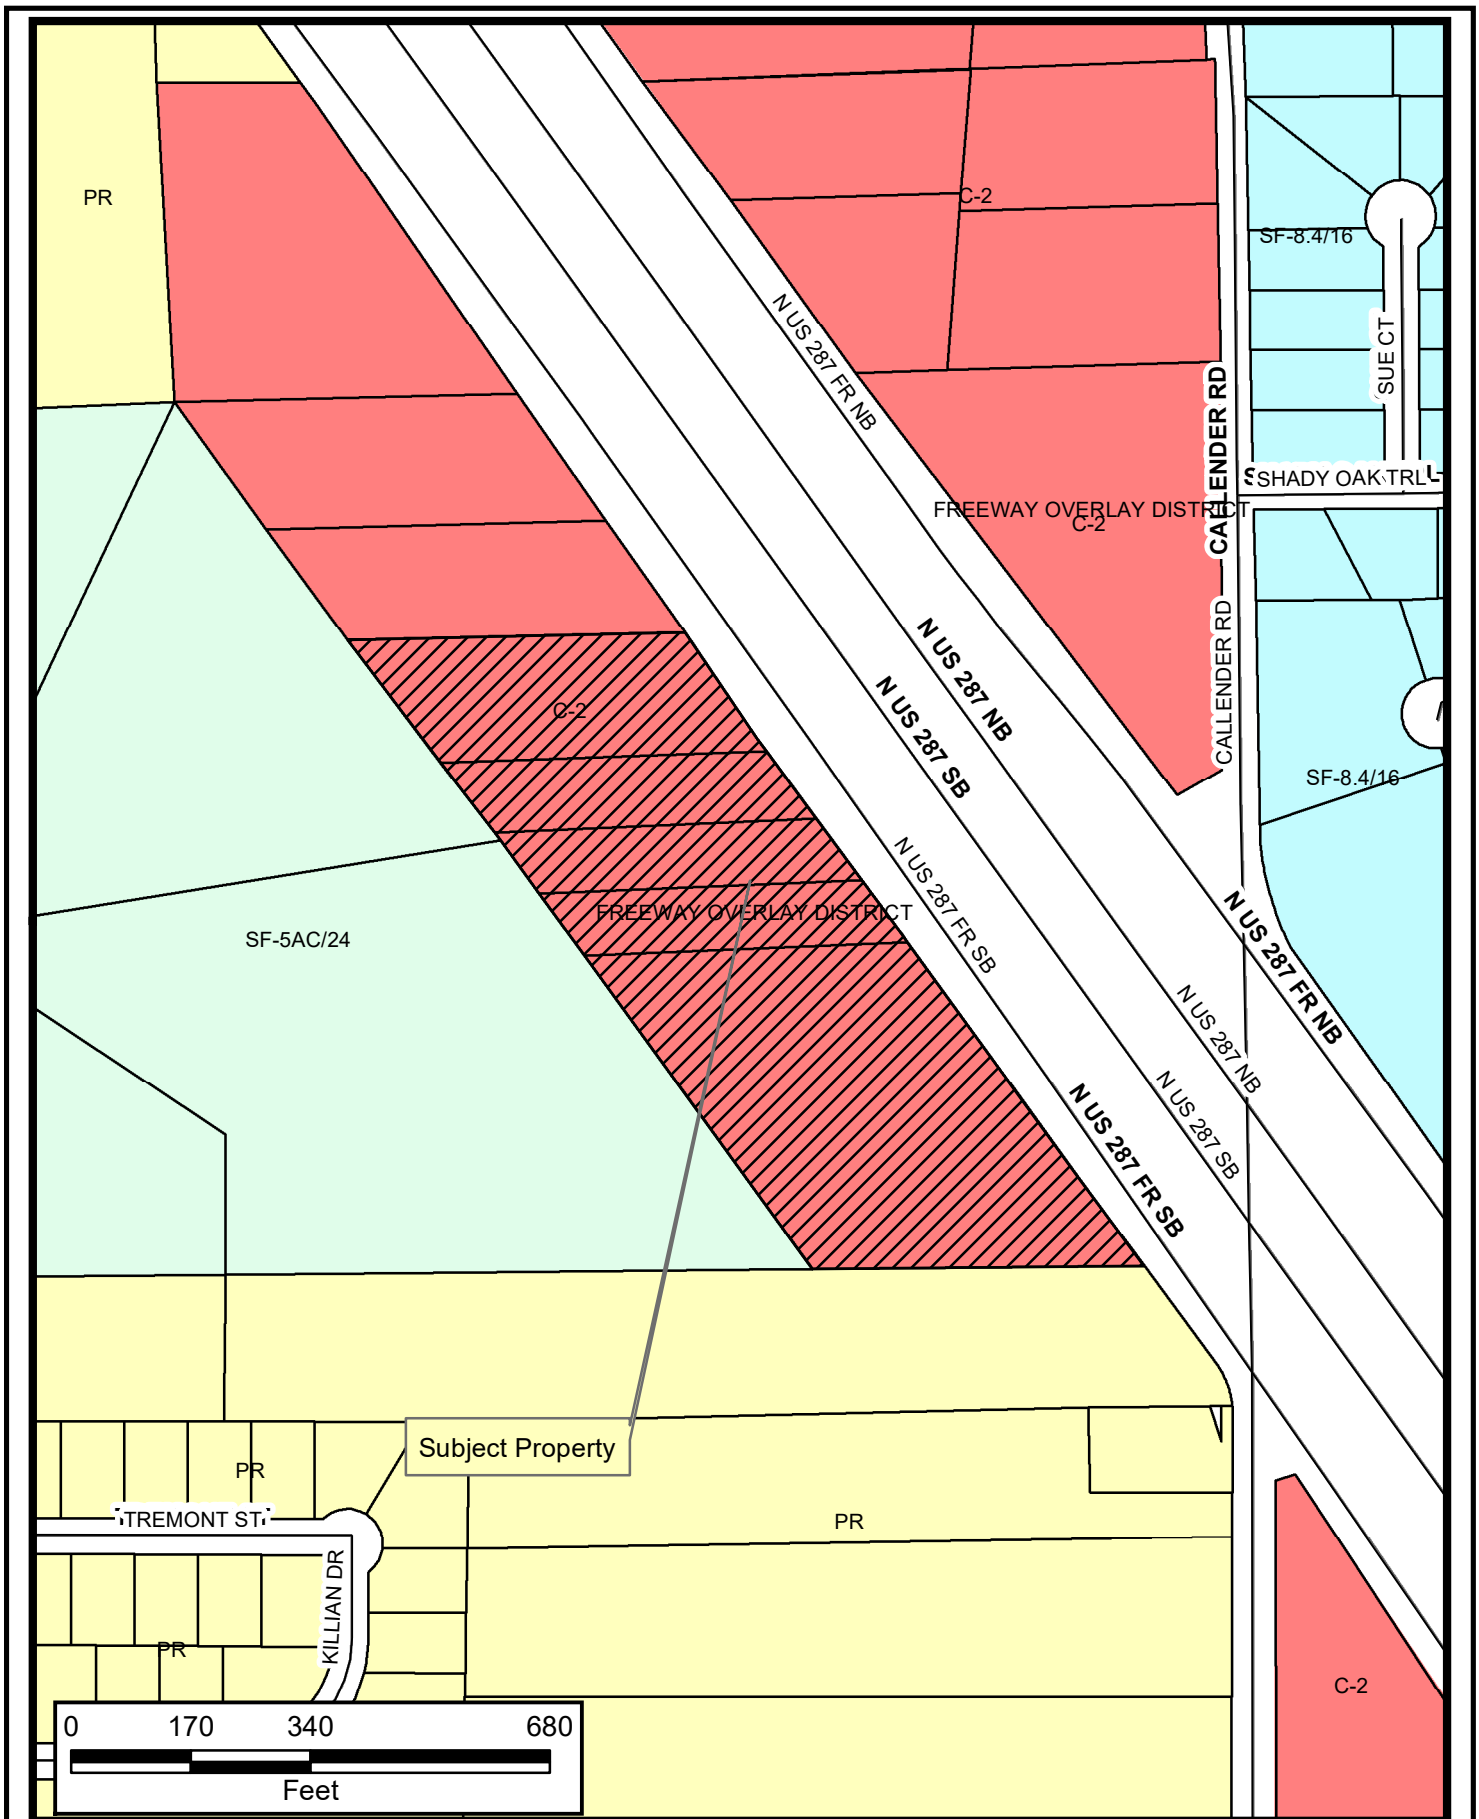 PR
C-2
SF-8.4/16
N US 287 FR NB
SUE CT
CALLENDER RD
SHADY OAK TRL
FREEWAY OVERLAY DISTRICT
C-2
CALLENDER RD
N US 287 NB
N US 287 SB
C-2
SF-8.4/16
N US 287 FR SB
FREEWAY OVERLAY DISTRICT
SF-5AC/24
N US 287 FR NB
N US 287 NB
N US 287 SB
N US 287 FR SB
Subject Property
PR
TREMONT ST
PR
KILLIAN DR
PR
C-2
0 170 340 680
Feet